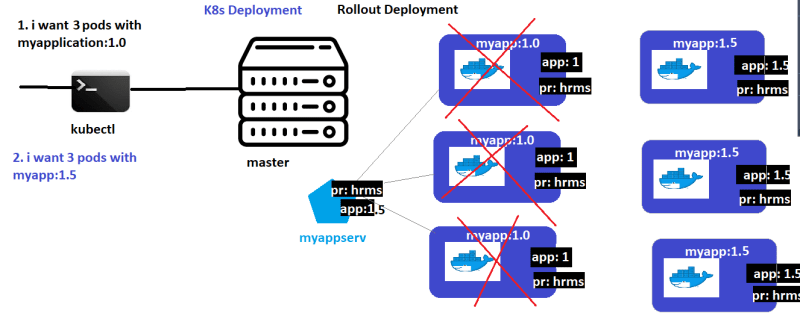 K8s Deployment
Rollout Deployment
1. i want 3 pods with
myapplication:1.0
>_
kubectl
2. i want 3 pods with
myapp:1.5
master
pr: hrms
app:1.5
myappserv
myapp:1.0
app: 1
pr: hrms
myapp:1.0
app: 1
pr: hrms
myapp:1.0
app: 1
pr: hrms
myapp:1.5
app: 1.5
pr: hrms
myapp:1.5
app: 1.5
pr: hrms
myapp:1.5
app: 1.5
pr: hrms